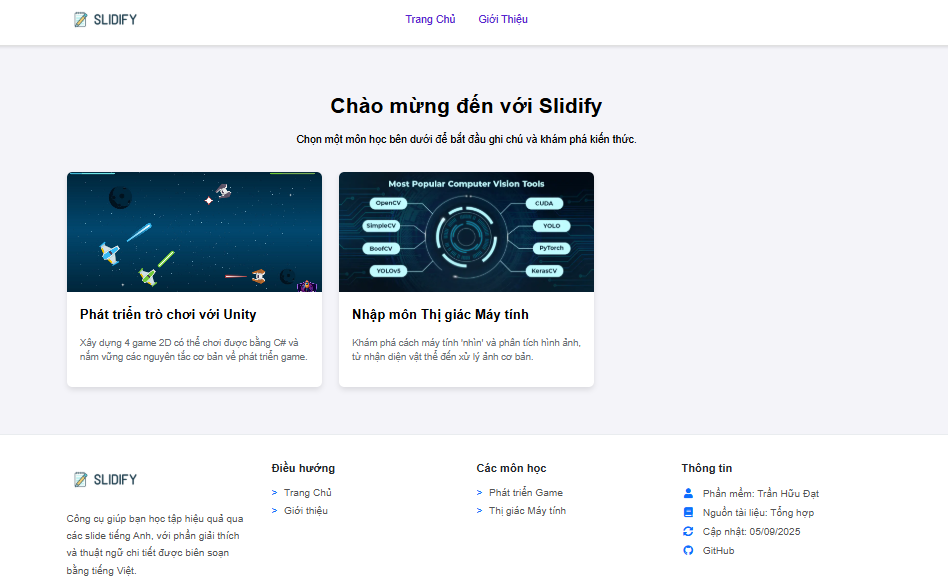 SLIDIFY
Trang Chủ
Giới Thiệu
Chào mừng đến với Slidify
Chọn một môn học bên dưới để bắt đầu ghi chú và khám phá kiến thức.
Most Popular Computer Vision Tools
OpenCV
CUDA
SimpleCV
YOLO
BoofCV
PyTorch
YOLOv5
KerasCV
Phát triển trò chơi với Unity
Xây dựng 4 game 2D có thể chơi được bằng C# và
nắm vững các nguyên tắc cơ bản về phát triển game.
Nhập môn Thị giác Máy tính
Khám phá cách máy tính 'nhìn' và phân tích hình ảnh,
từ nhận diện vật thể đến xử lý ảnh cơ bản.
SLIDIFY
Công cụ giúp bạn học tập hiệu quả qua
các slide tiếng Anh, với phần giải thích
và thuật ngữ chi tiết được biên soạn
bằng tiếng Việt.
Điều hướng
> Trang Chủ
> Giới thiệu
Các môn học
> Phát triển Game
> Thị giác Máy tính
Thông tin
Phần mềm: Trần Hữu Đạt
Nguồn tài liệu: Tổng hợp
Cập nhật: 05/09/2025
GitHub